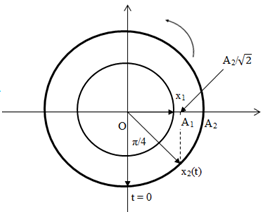 A₂/√2
x₁
O
A₁
A₂
π/4
x₂(t)
t = 0